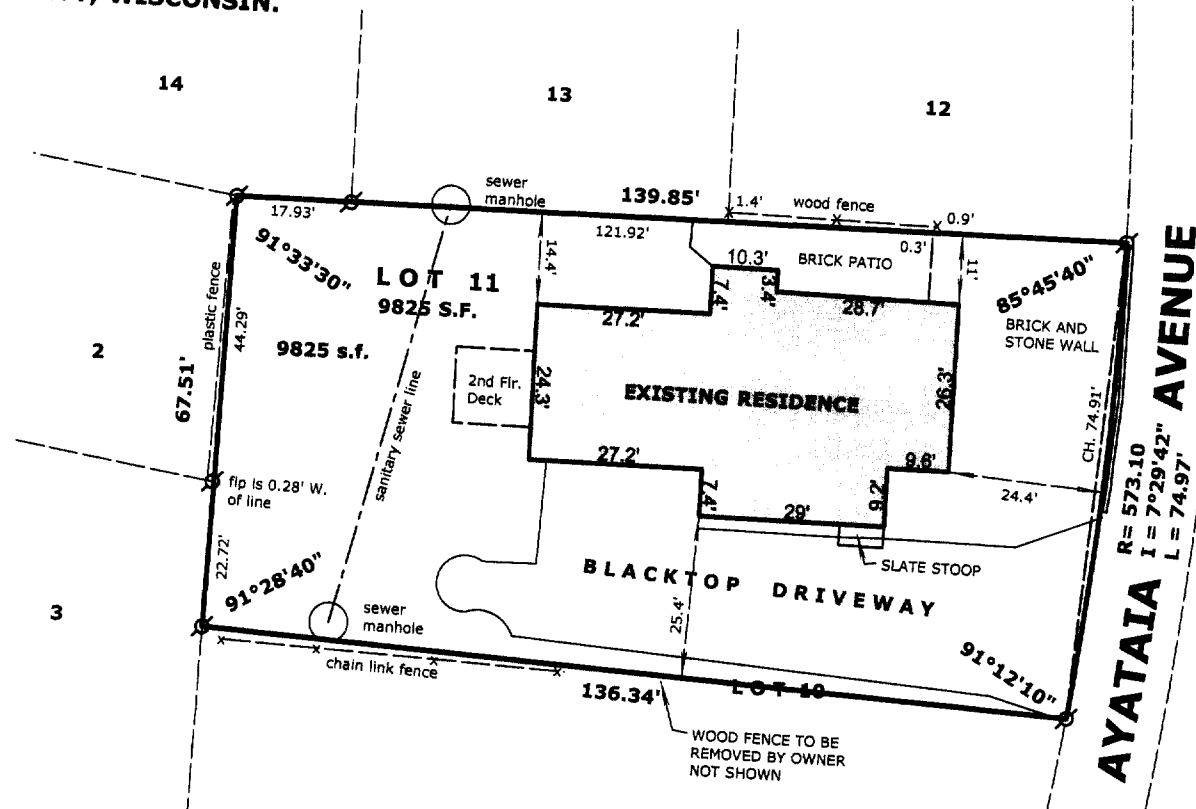 WISCONSIN.
14
13
12
sewer
manhole
139.85'
1.4'
wood fence
0.9'
17.93'
121.92'
0.3'
91°33'30"
LOT 11
9825 S.F.
9825 s.f.
14.4'
10.3'
BRICK PATIO
11'
85°45'40"
7.4'
3.4'
27.2'
28.7'
BRICK AND
STONE WALL
plastic fence
44.29'
2
67.51'
2nd Flr.
Deck
24.3'
EXISTING RESIDENCE
26.3'
CH. 74.91'
sanitary sewer line
27.2'
9.6'
24.4'
7.4'
9.2'
29'
fip is 0.28' W.
of line
22.72'
91°28'40"
SLATE STOOP
BLACKTOP DRIVEWAY
3
sewer
manhole
25.4'
chain link fence
136.34'
LOT 10
91°12'10"
WOOD FENCE TO BE
REMOVED BY OWNER
NOT SHOWN
AYATAIA AVENUE
R= 573.10
I = 7°29'42"
L= 74.97'